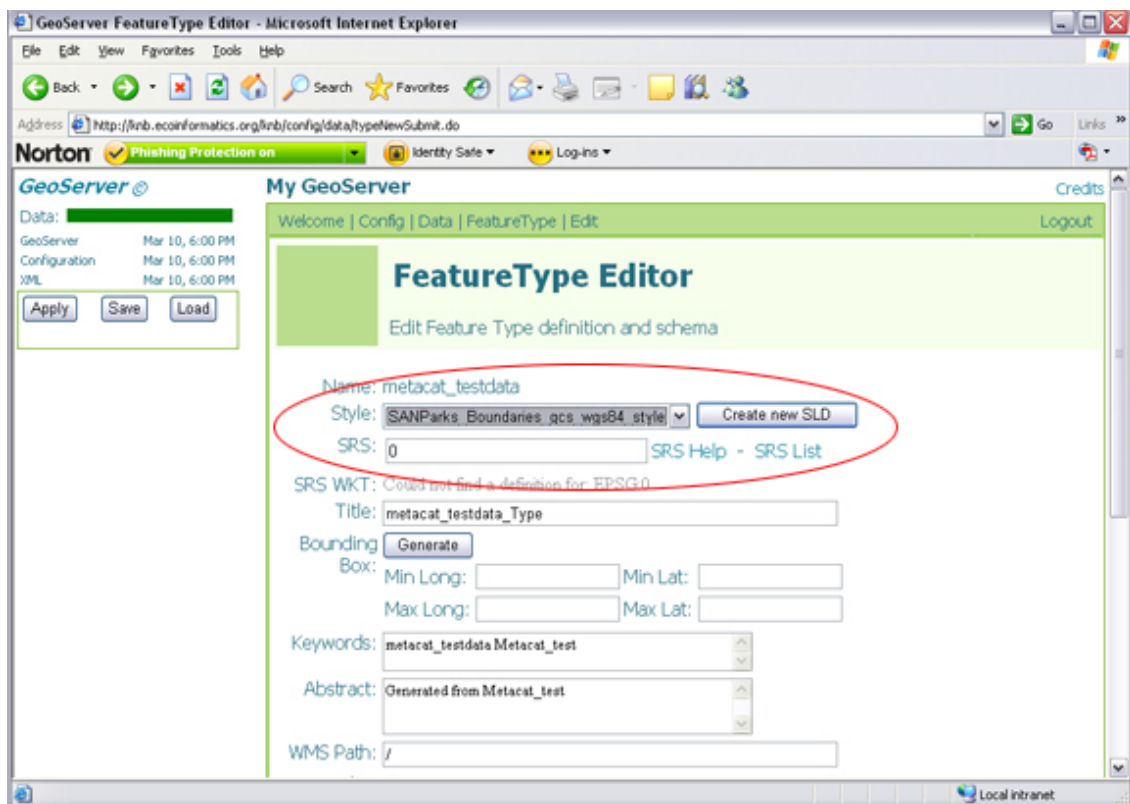 GeoServer FeatureType Editor - Microsoft Internet Explorer
File Edit View Favorites Tools Help
Back Search Favorites
Address http://knb.ecoinformatics.org/knb/config/data/typeNewSubmit.do Go Links »
Norton Phishing Protection on Identity Safe Log-ins
GeoServer © My GeoServer Credits
Data: Welcome | Config | Data | FeatureType | Edit Logout
GeoServer Mar 10, 6:00 PM
Configuration Mar 10, 6:00 PM
XML Mar 10, 6:00 PM
Apply Save Load
FeatureType Editor
Edit Feature Type definition and schema
Name: metacat_testdata
Style: SANParks_Boundaries_gcs_wgs84_style Create new SLD
SRS: 0 SRS Help - SRS List
SRS WKT: Could not find a definition for: EPSG:0
Title: metacat_testdata_Type
Bounding Box: Generate
Min Long: Min Lat:
Max Long: Max Lat:
Keywords: metacat_testdata Metacat_test
Abstract: Generated from Metacat_test
WMS Path: /
Local intranet